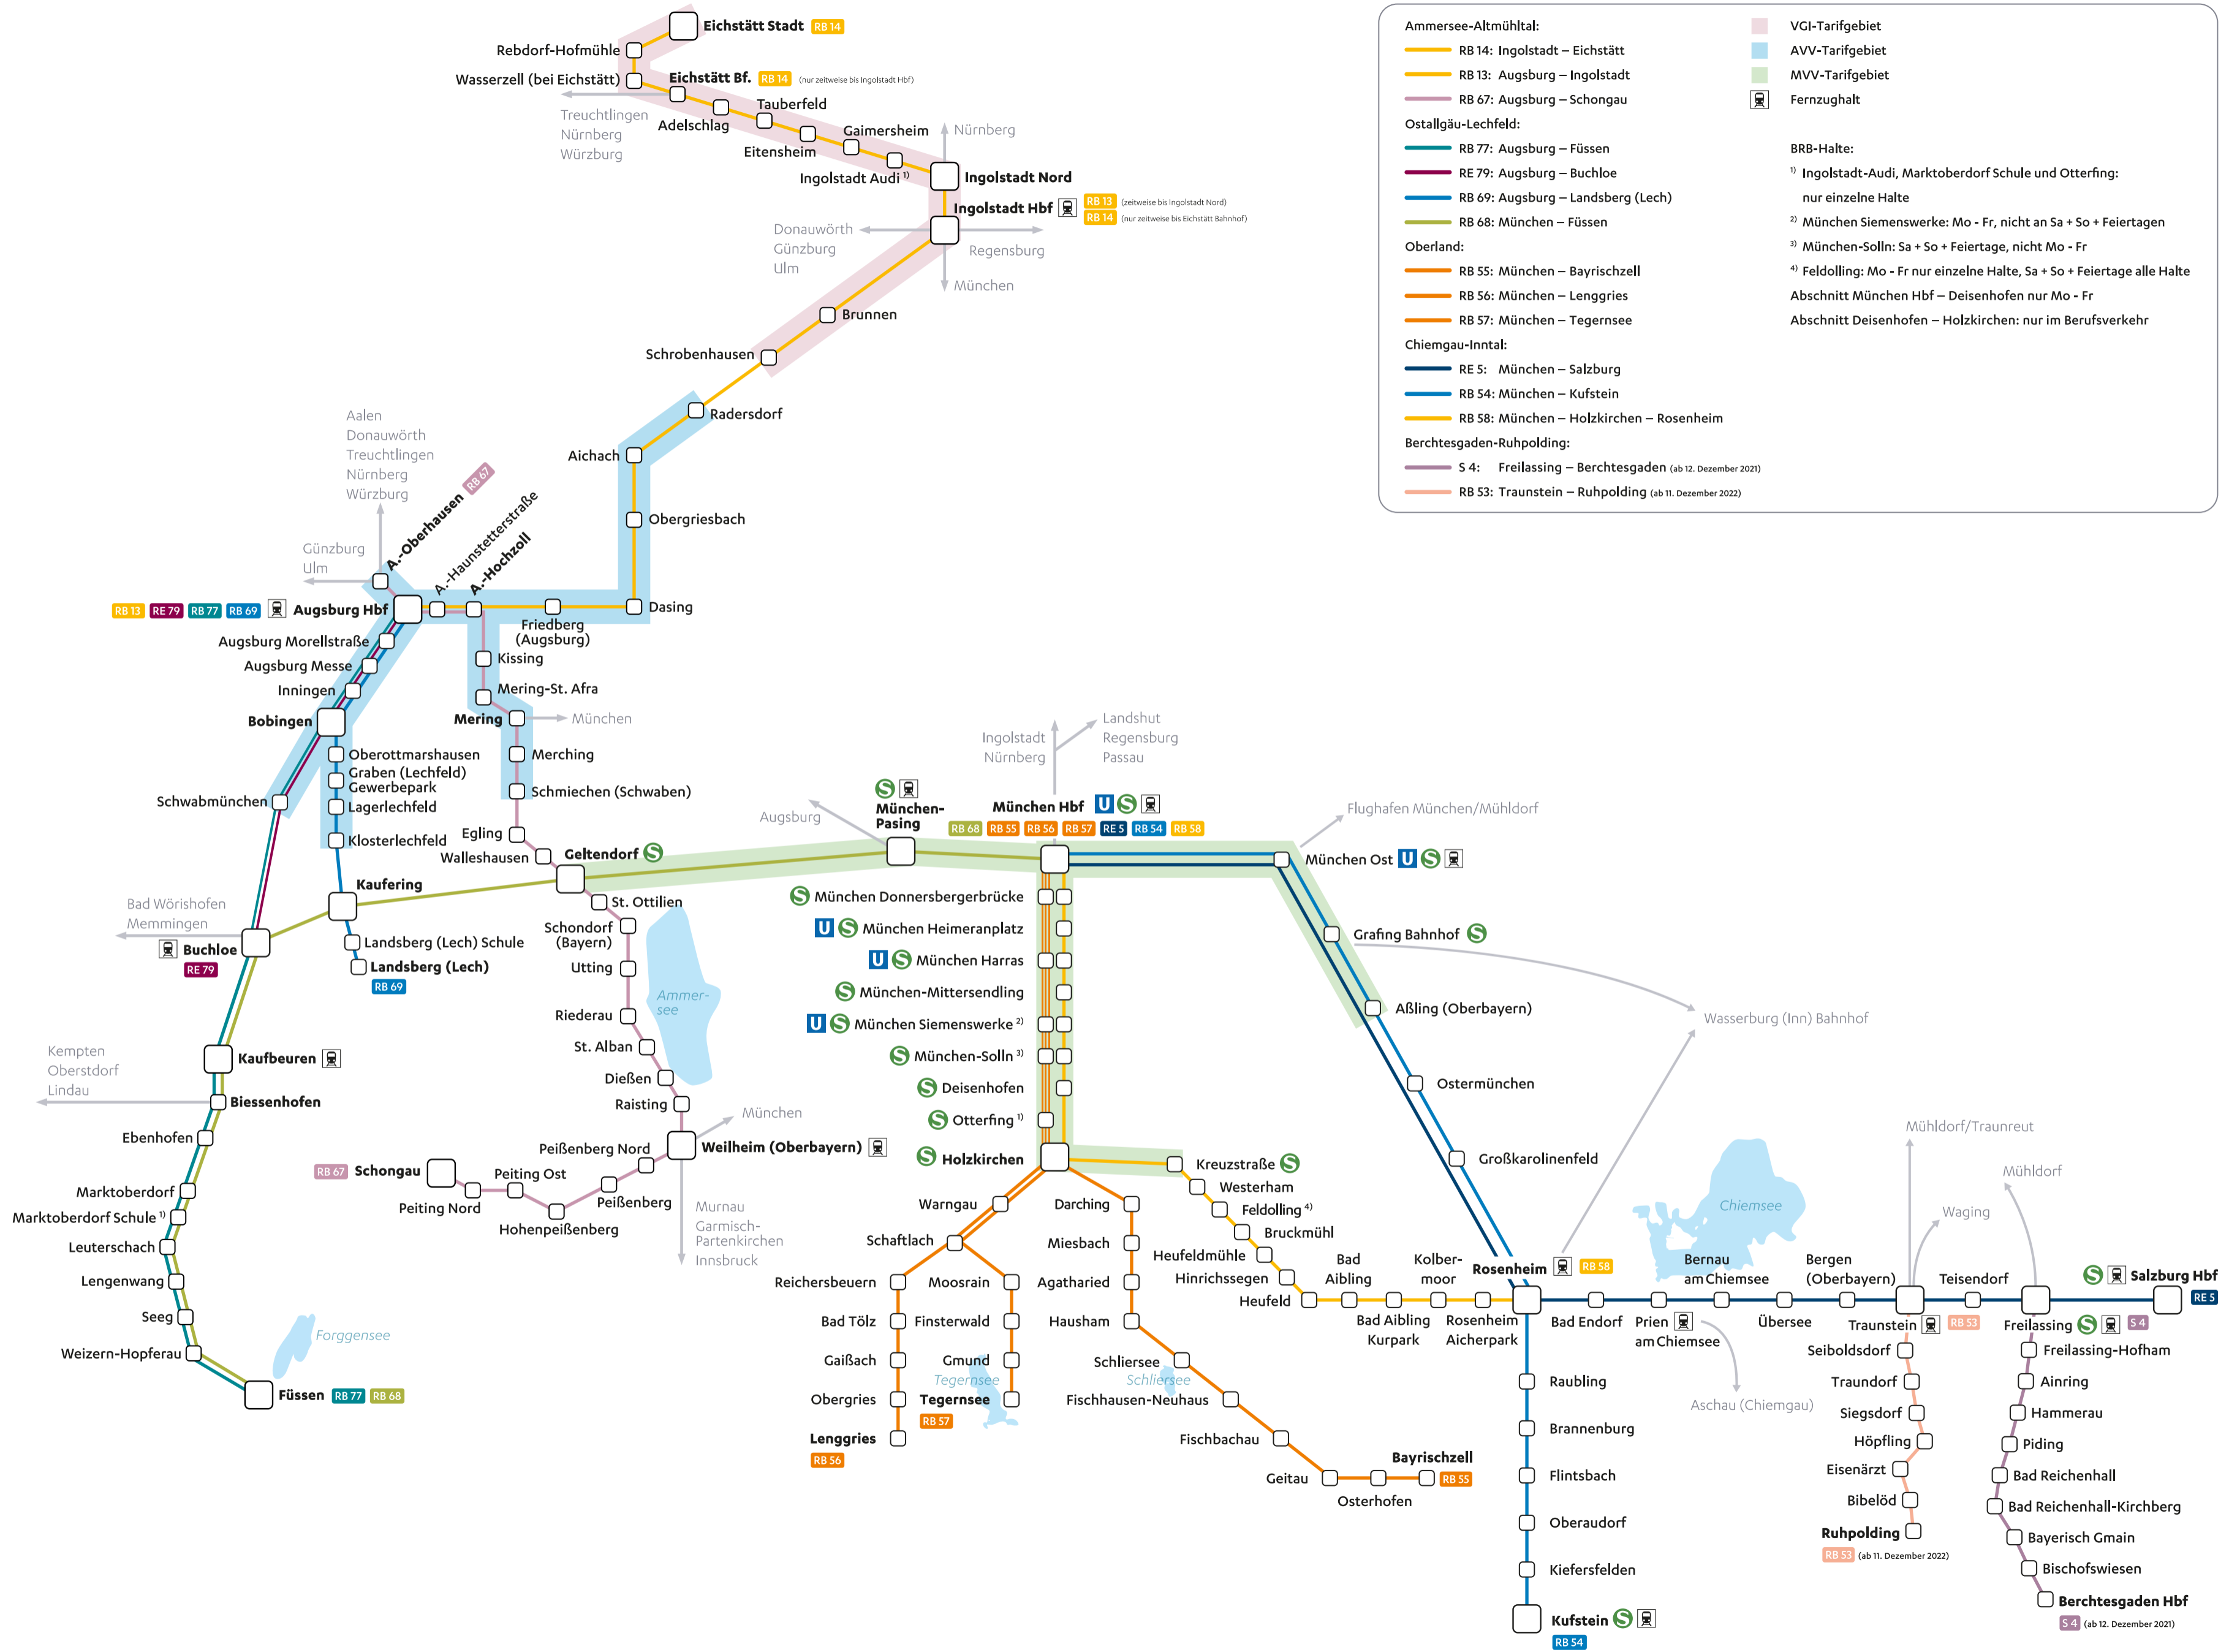 Eichstätt Stadt RB 14
Rebdorf-Hofmühle
Wasserzell (bei Eichstätt)
Eichstätt Bf. RB 14 (nur zeitweise bis Ingolstadt Hbf)
Treuchtlingen
Nürnberg
Würzburg
Adelschlag
Tauberfeld
Eitensheim
Gaimersheim
Ingolstadt Audi 1)
Nürnberg
Ingolstadt Nord
Ingolstadt Hbf
RB 13 (zeitweise bis Ingolstadt Nord)
RB 14 (nur zeitweise bis Eichstätt Bahnhof)
Donauwörth
Günzburg
Ulm
Regensburg
München
Brunnen
Schrobenhausen
Radersdorf
Aichach
Obergriesbach
Dasing
Friedberg
(Augsburg)
Aalen
Donauwörth
Treuchtlingen
Nürnberg
Würzburg
Günzburg
Ulm
A.-Oberhausen RB 67
A.-Haunstetterstraße
A.-Hochzoll
RB 13 RE 79 RB 77 RB 69 Augsburg Hbf
Augsburg Morellstraße
Augsburg Messe
Inningen
Bobingen
Oberottmarshausen
Graben (Lechfeld)
Gewerbepark
Lagerlechfeld
Klosterlechfeld
Schwabmünchen
Kissing
Mering-St. Afra
Mering
München
Merching
Schmiechen (Schwaben)
Egling
Walleshausen
Geltendorf S
Kaufering
Bad Wörishofen
Memmingen
Buchloe
RE 79
Landsberg (Lech) Schule
Landsberg (Lech)
RB 69
St. Ottilien
Schondorf
(Bayern)
Utting
Riederau
St. Alban
Dießen
Raisting
Ammer-
see
Weilheim (Oberbayern)
München
Murnau
Garmisch-
Partenkirchen
Innsbruck
Peißenberg Nord
Peißenberg
Hohenpeißenberg
Peiting Ost
Peiting Nord
RB 67 Schongau
Kaufbeuren
Kempten
Oberstdorf
Lindau
Biessenhofen
Ebenhofen
Marktoberdorf
Marktoberdorf Schule 1)
Leuterschach
Lengenwang
Seeg
Weizern-Hopferau
Forggensee
Füssen RB 77 RB 68
Augsburg
S
München-
Pasing
Ingolstadt
Nürnberg
Landshut
Regensburg
Passau
München Hbf U S
RB 68 RB 55 RB 56 RB 57 RE 5 RB 54 RB 58
Flughafen München/Mühldorf
München Ost U S
S München Donnersbergerbrücke
U S München Heimeranplatz
U S München Harras
S München-Mittersendling
U S München Siemenswerke 2)
S München-Solln 3)
S Deisenhofen
S Otterfing 1)
S Holzkirchen
Grafing Bahnhof S
Aßling (Oberbayern)
Wasserburg (Inn) Bahnhof
Ostermünchen
Großkarolinenfeld
Kreuzstraße S
Westerham
Feldolling 4)
Bruckmühl
Heufeldmühle
Hinrichssegen
Heufeld
Bad
Aibling
Bad Aibling
Kurpark
Kolber-
moor
Rosenheim
Aicherpark
Rosenheim RB 58
Warngau
Schaftlach
Reichersbeuern
Bad Tölz
Gaißach
Obergries
Lenggries
RB 56
Moosrain
Finsterwald
Gmund
Tegernsee
Tegernsee
RB 57
Darching
Miesbach
Agatharied
Hausham
Schliersee
Schliersee
Fischhausen-Neuhaus
Fischbachau
Geitau
Osterhofen
Bayrischzell
RB 55
Raubling
Brannenburg
Flintsbach
Oberaudorf
Kiefersfelden
Kufstein S
RB 54
Bad Endorf
Prien
am Chiemsee
Aschau (Chiemgau)
Bernau
am Chiemsee
Chiemsee
Übersee
Bergen
(Oberbayern)
Mühldorf/Traunreut
Waging
Mühldorf
Traunstein RB 53
Teisendorf
Freilassing S S 4
S Salzburg Hbf
RE 5
Seiboldsdorf
Traundorf
Siegsdorf
Höpfling
Eisenärzt
Bibelöd
Ruhpolding
RB 53 (ab 11. Dezember 2022)
Freilassing-Hofham
Ainring
Hammerau
Piding
Bad Reichenhall
Bad Reichenhall-Kirchberg
Bayerisch Gmain
Bischofswiesen
Berchtesgaden Hbf
S 4 (ab 12. Dezember 2021)
Ammersee-Altmühltal:
RB 14: Ingolstadt – Eichstätt
RB 13: Augsburg – Ingolstadt
RB 67: Augsburg – Schongau
Ostallgäu-Lechfeld:
RB 77: Augsburg – Füssen
RE 79: Augsburg – Buchloe
RB 69: Augsburg – Landsberg (Lech)
RB 68: München – Füssen
Oberland:
RB 55: München – Bayrischzell
RB 56: München – Lenggries
RB 57: München – Tegernsee
Chiemgau-Inntal:
RE 5: München – Salzburg
RB 54: München – Kufstein
RB 58: München – Holzkirchen – Rosenheim
Berchtesgaden-Ruhpolding:
S 4: Freilassing – Berchtesgaden (ab 12. Dezember 2021)
RB 53: Traunstein – Ruhpolding (ab 11. Dezember 2022)
VGI-Tarifgebiet
AVV-Tarifgebiet
MVV-Tarifgebiet
Fernzughalt
BRB-Halte:
1) Ingolstadt-Audi, Marktoberdorf Schule und Otterfing:
nur einzelne Halte
2) München Siemenswerke: Mo - Fr, nicht an Sa + So + Feiertagen
3) München-Solln: Sa + So + Feiertage, nicht Mo - Fr
4) Feldolling: Mo - Fr nur einzelne Halte, Sa + So + Feiertage alle Halte
Abschnitt München Hbf – Deisenhofen nur Mo - Fr
Abschnitt Deisenhofen – Holzkirchen: nur im Berufsverkehr